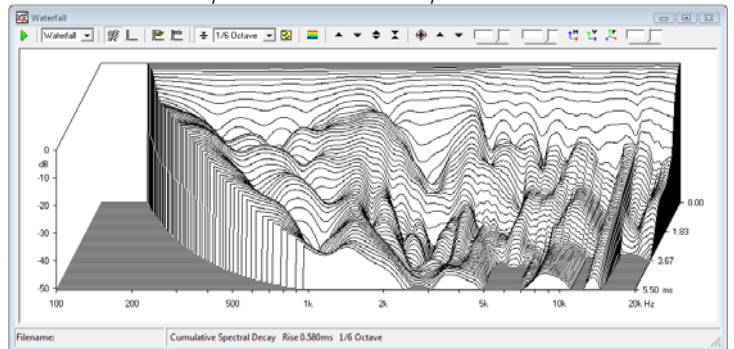 Waterfall
Waterfall 1/6 Octave
0
dB
-10
-20
-30
-40
-50
0.00
1.83
3.67
5.50 ms
100 200 500 1k 2k 5k 10k 20k Hz
Filename: Cumulative Spectral Decay Rise 0.580ms 1/6 Octave